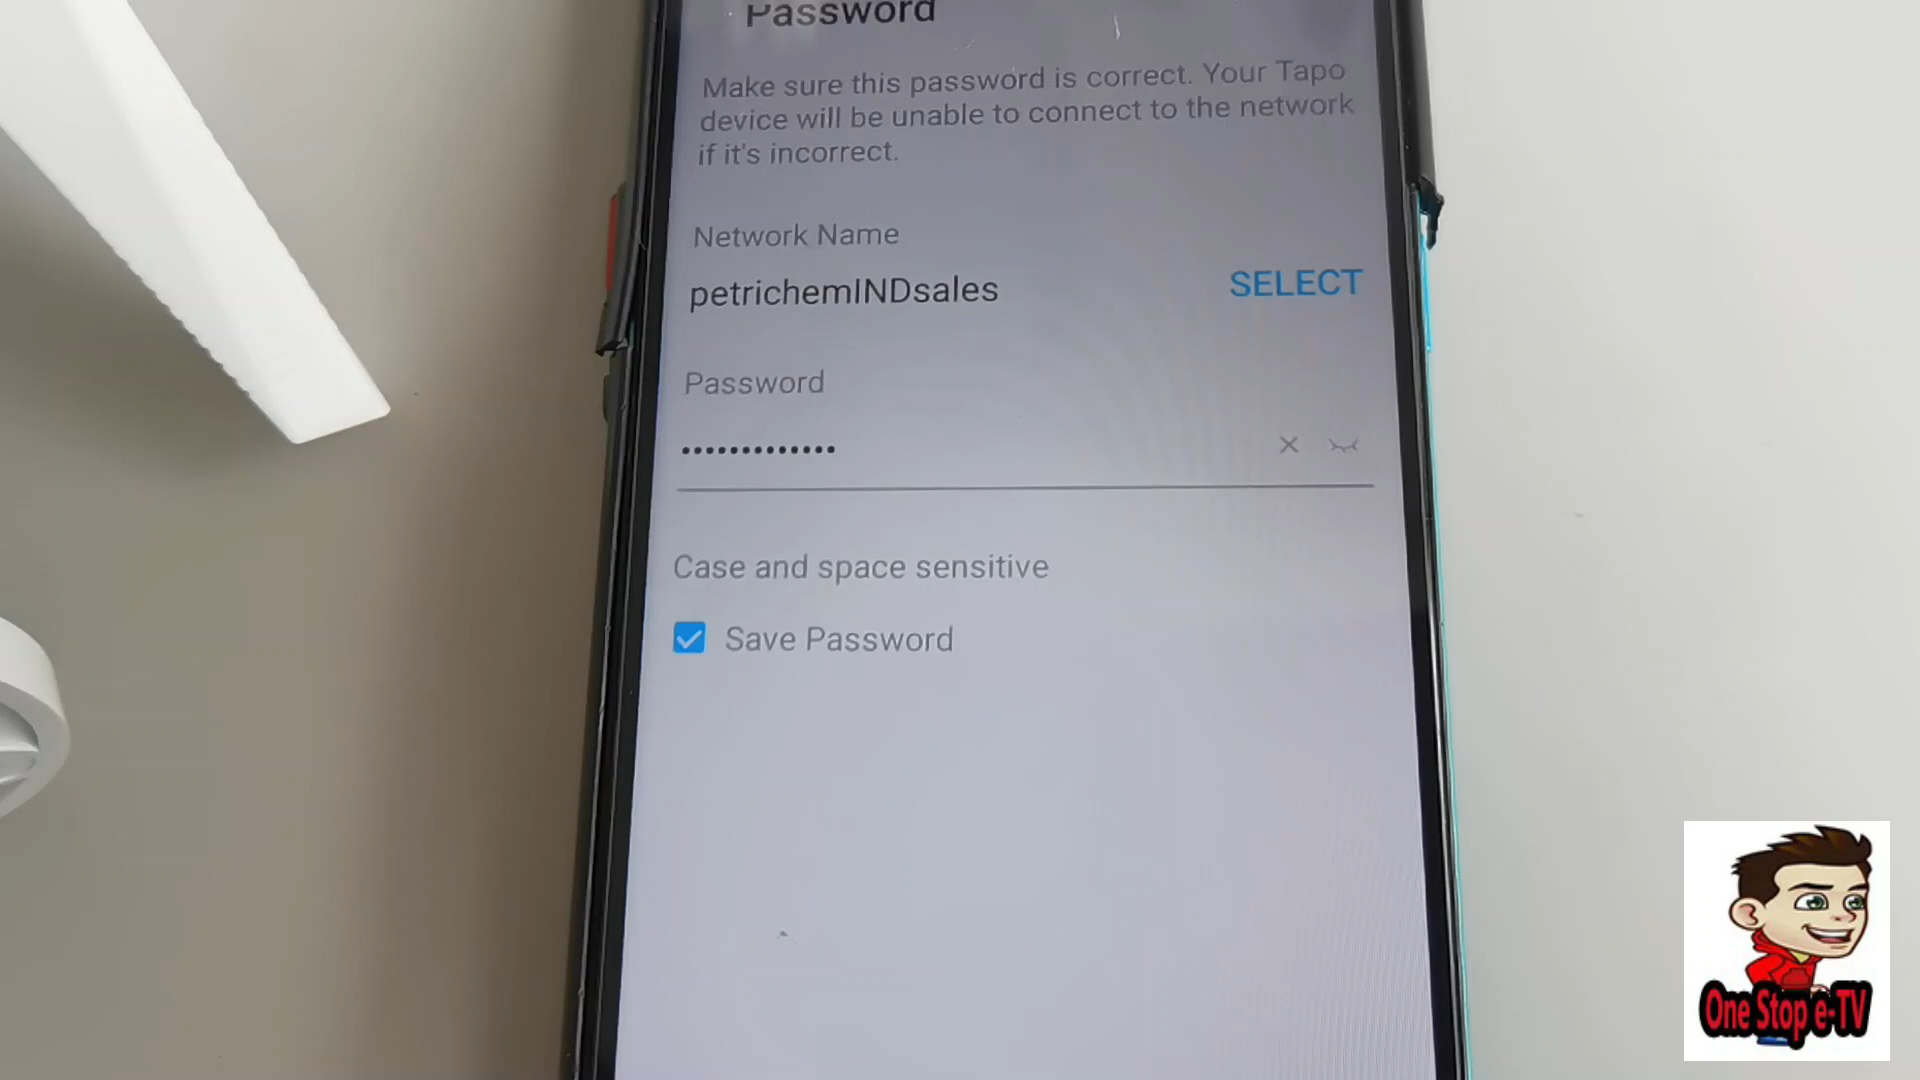 Password
Make sure this password is correct. Your Tapo
device will be unable to connect to the network
if it's incorrect.
Network Name
petrichemINDsales
SELECT
Password
•••••••••••••
Case and space sensitive
Save Password
One Stop e-TV